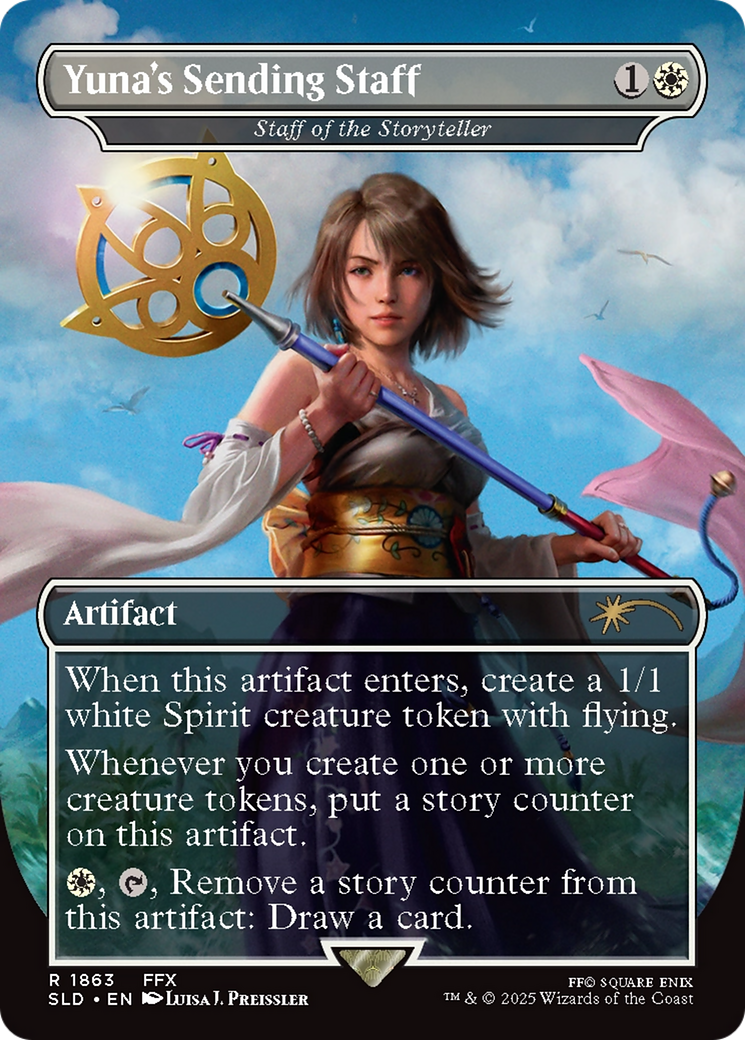 Yuna's Sending Staff 1
Staff of the Storyteller
Artifact
When this artifact enters, create a 1/1
white Spirit creature token with flying.
Whenever you create one or more
creature tokens, put a story counter
on this artifact.
, , Remove a story counter from
this artifact: Draw a card.
R 1863 FFX
SLD • EN Luisa J. Preissler
FF© SQUARE ENIX
™ & © 2025 Wizards of the Coast